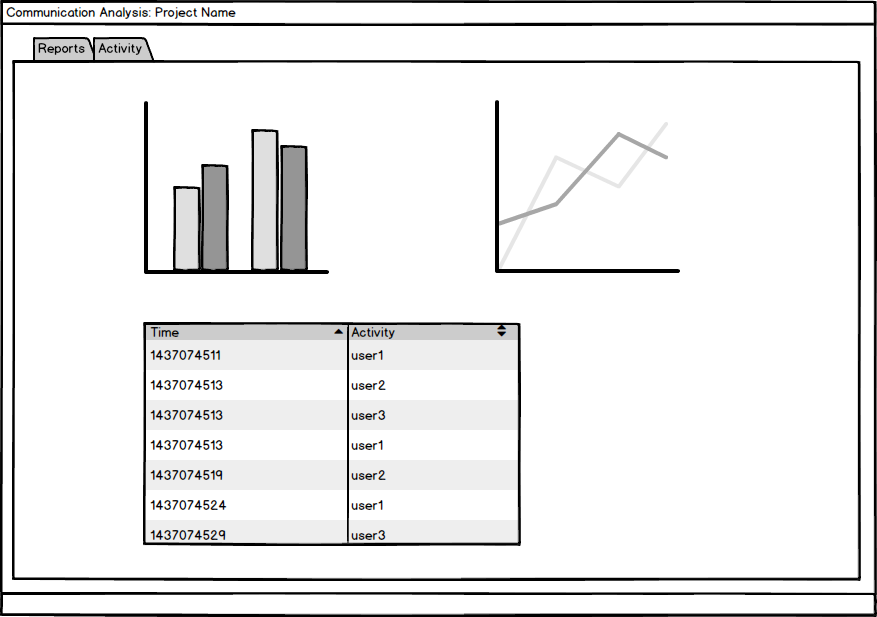 Communication Analysis: Project Name
Reports Activity
Time Activity
1437074511 user1
1437074513 user2
1437074513 user3
1437074513 user1
1437074519 user2
1437074524 user1
1437074529 user3